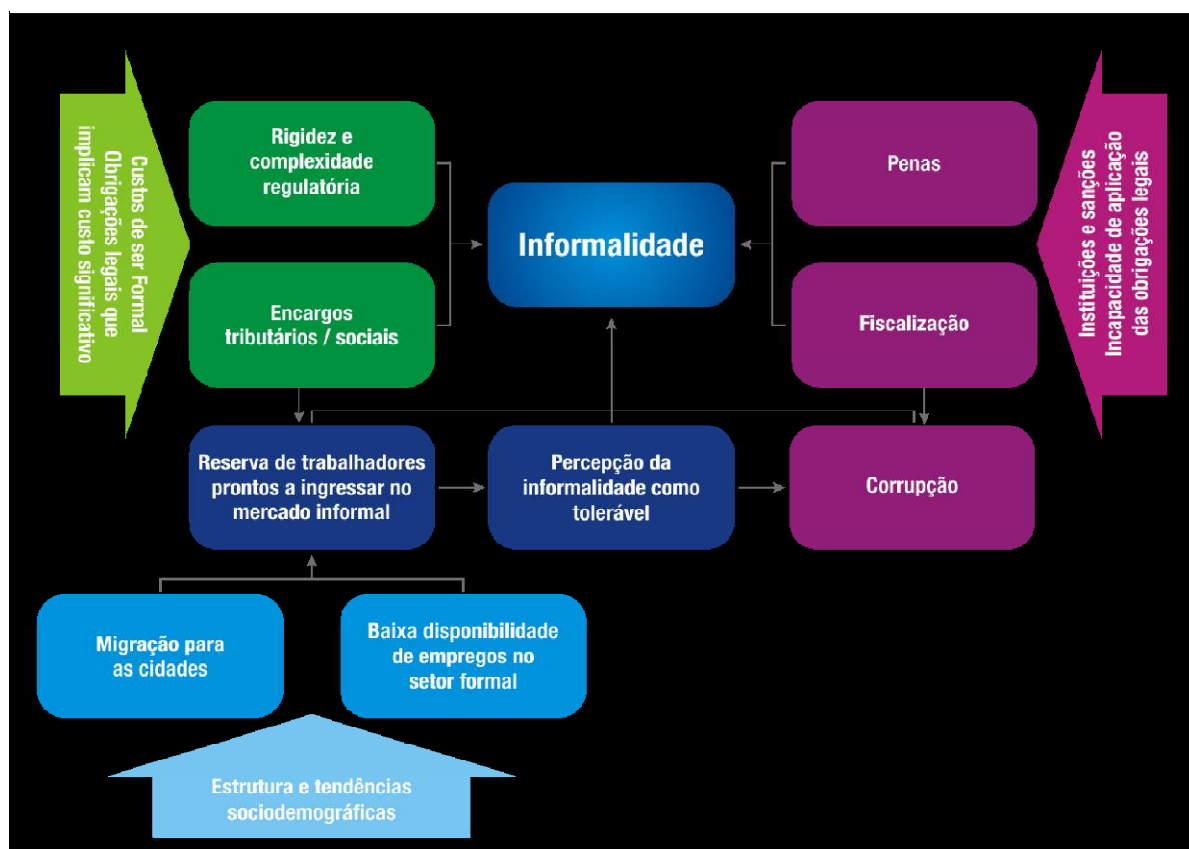 Custos de ser Formal
Obrigações legais que
implicam custo significativo
Rigidez e
complexidade
regulatória
Informalidade
Penas
Instituições e sanções
Incapacidade de aplicação
das obrigações legais
Encargos
tributários / sociais
Fiscalização
Reserva de trabalhadores
prontos a ingressar no
mercado informal
Percepção da
informalidade como
tolerável
Corrupção
Migração para
as cidades
Baixa disponibilidade
de empregos no
setor formal
Estrutura e tendências
sociodemográficas